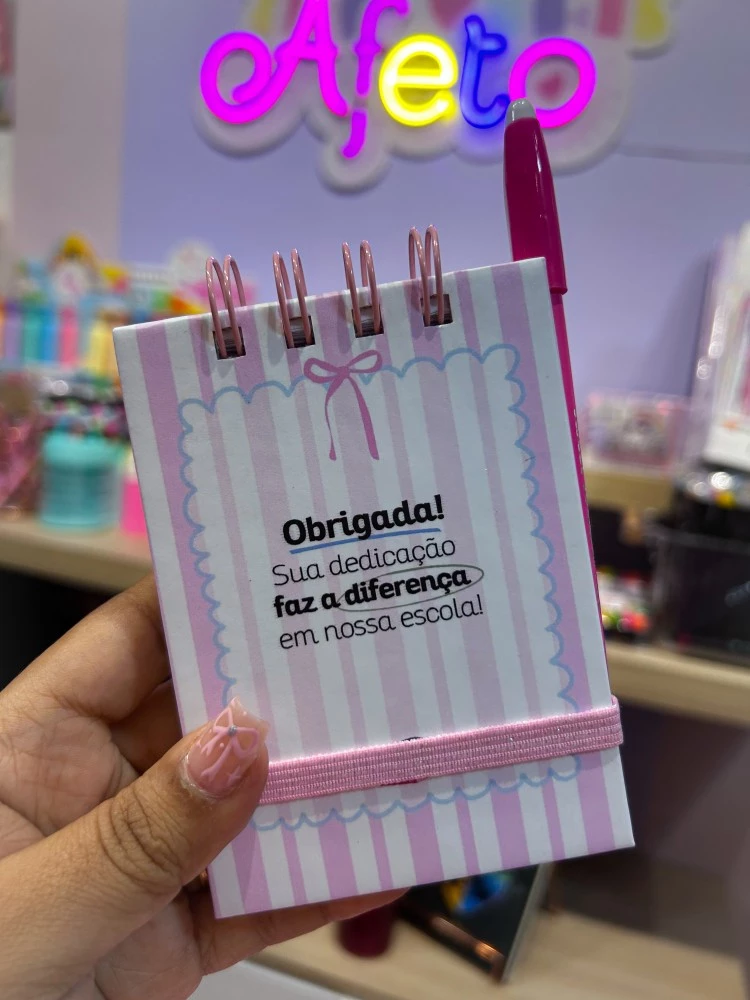 Afeto
Obrigada!
Sua dedicação
faz a diferença
em nossa escola!